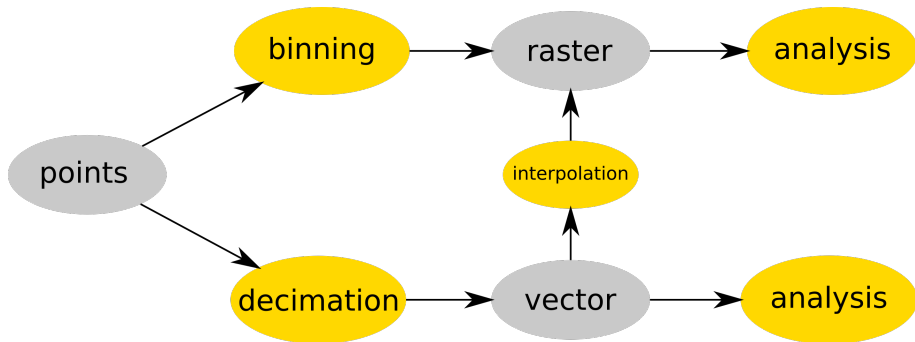 binning
raster
analysis
points
interpolation
decimation
vector
analysis